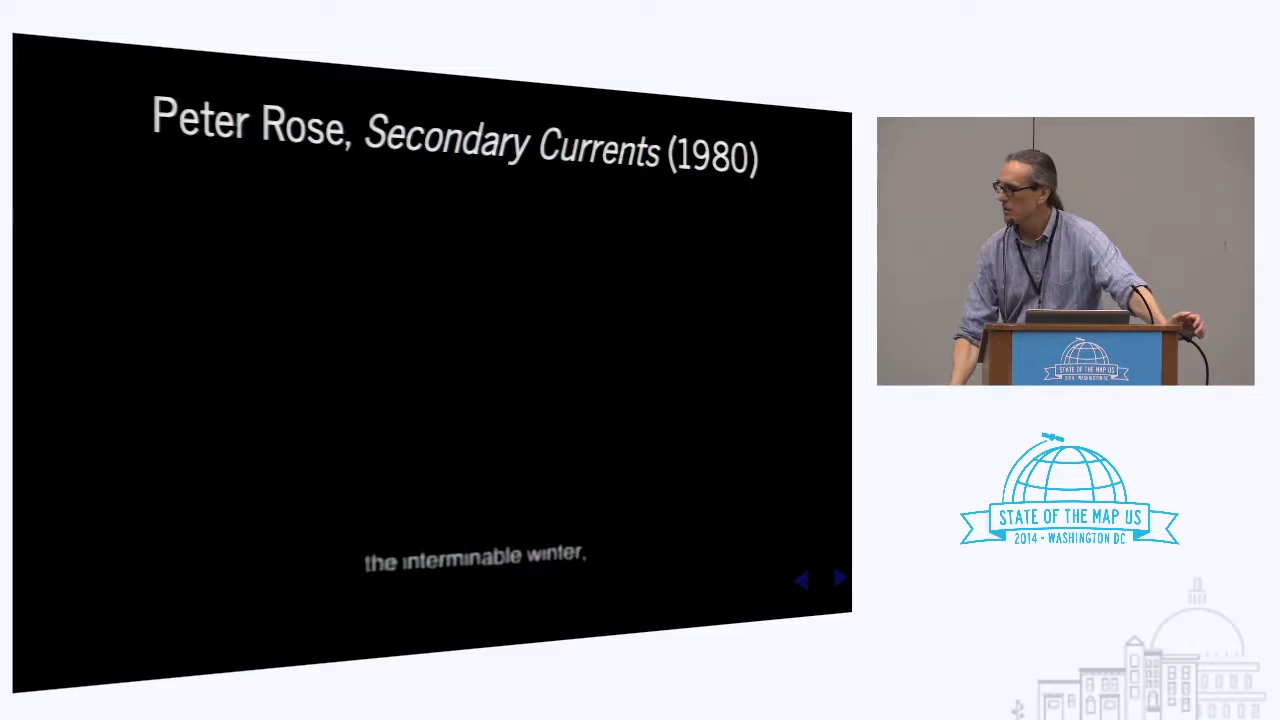 Peter Rose, Secondary Currents (1980)
the interminable winter,
STATE OF THE MAP US
2014 - WASHINGTON DC
STATE OF THE MAP US
2014 - WASHINGTON DC